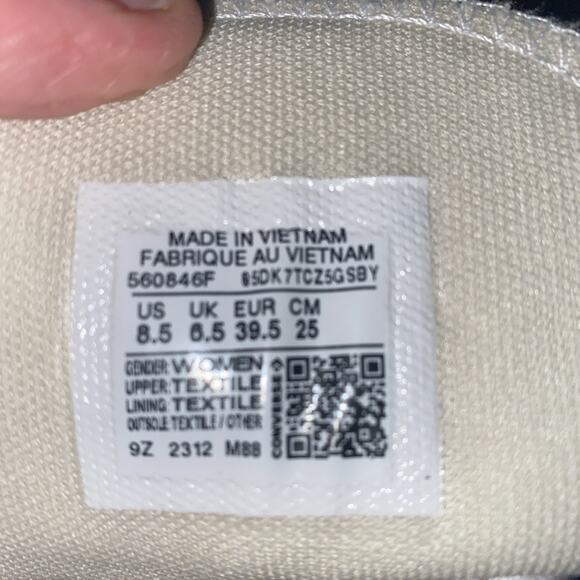 MADE IN VIETNAM
FABRIQUE AU VIETNAM
560846F 05DK7TCZ5GSBY
US UK EUR CM
8.5 6.5 39.5 25
GENDER: WOMEN
UPPER: TEXTILE
LINING: TEXTILE
OUTSOLE: TEXTILE / OTHER
CONVERSE
9Z 2312 M88